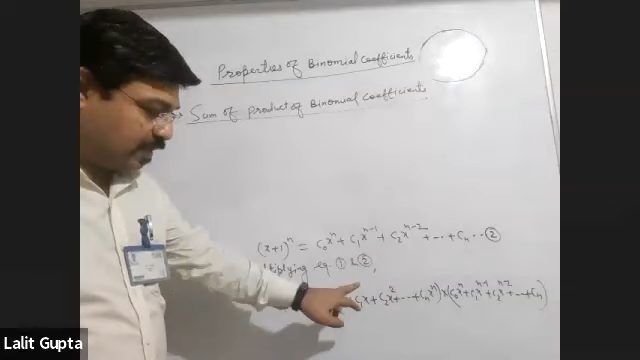 Properties of Binomial coefficients
Sum of product of Binomial coefficients
(x+1)ⁿ = C₀xⁿ + C₁xⁿ⁻¹ + C₂xⁿ⁻² + ... + Cₙ ... ②
eq. ① & ②,
C₁x + C₂x² + ... + Cₙxⁿ) × (C₀xⁿ + C₁xⁿ⁻¹ + C₂xⁿ⁻² + ... + Cₙ)
Lalit Gupta